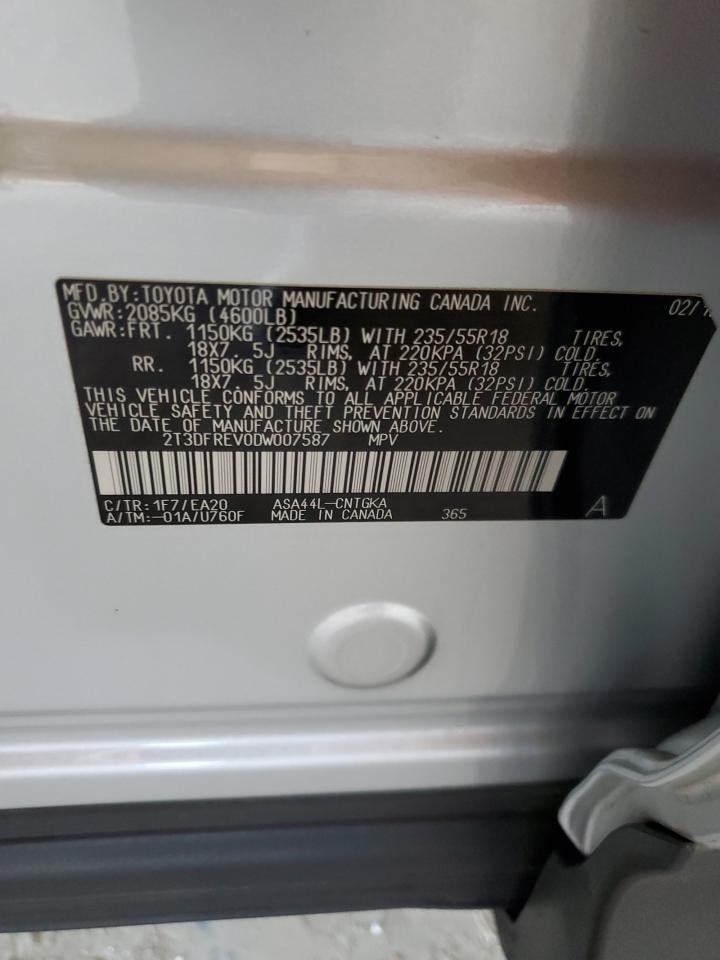 MFD.BY:TOYOTA MOTOR MANUFACTURING CANADA INC. 02/
GVWR:2085KG (4600LB)
GAWR:FRT. 1150KG (2535LB) WITH 235/55R18 TIRES,
18X7. 5J RIMS, AT 220KPA (32PSI) COLD.
RR. 1150KG (2535LB) WITH 235/55R18 TIRES,
18X7. 5J RIMS, AT 220KPA (32PSI) COLD.
THIS VEHICLE CONFORMS TO ALL APPLICABLE FEDERAL MOTOR
VEHICLE SAFETY AND THEFT PREVENTION STANDARDS IN EFFECT ON
THE DATE OF MANUFACTURE SHOWN ABOVE.
2T3DFREV0DW007587 MPV
C/TR:1F7/EA20 ASA44L-CNTGKA
A/TM:-01A/U760F MADE IN CANADA 365 A